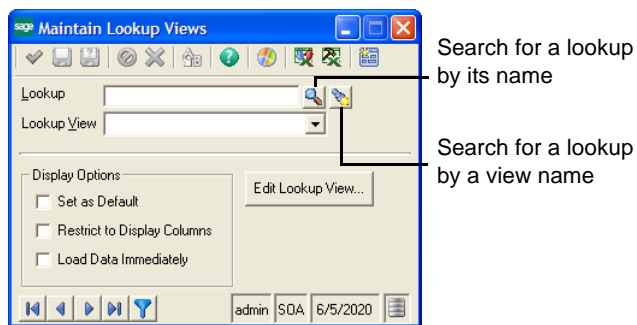 sage Maintain Lookup Views
Lookup
Search for a lookup
by its name
Lookup View
Search for a lookup
by a view name
Display Options
Set as Default
Restrict to Display Columns
Load Data Immediately
Edit Lookup View...
admin SOA 6/5/2020